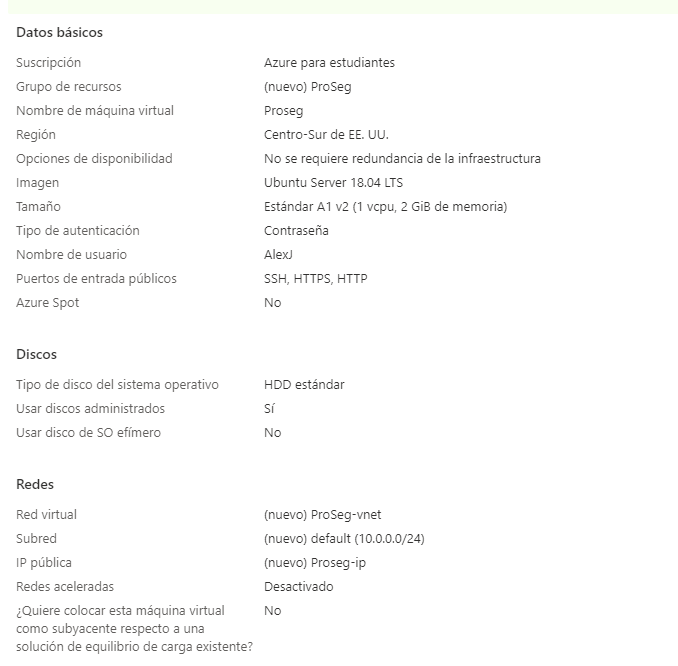 Datos básicos
Suscripción Azure para estudiantes
Grupo de recursos (nuevo) ProSeg
Nombre de máquina virtual Proseg
Región Centro-Sur de EE. UU.
Opciones de disponibilidad No se requiere redundancia de la infraestructura
Imagen Ubuntu Server 18.04 LTS
Tamaño Estándar A1 v2 (1 vcpu, 2 GiB de memoria)
Tipo de autenticación Contraseña
Nombre de usuario AlexJ
Puertos de entrada públicos SSH, HTTPS, HTTP
Azure Spot No
Discos
Tipo de disco del sistema operativo HDD estándar
Usar discos administrados Sí
Usar disco de SO efímero No
Redes
Red virtual (nuevo) ProSeg-vnet
Subred (nuevo) default (10.0.0.0/24)
IP pública (nuevo) Proseg-ip
Redes aceleradas Desactivado
¿Quiere colocar esta máquina virtual No
como subyacente respecto a una
solución de equilibrio de carga existente?